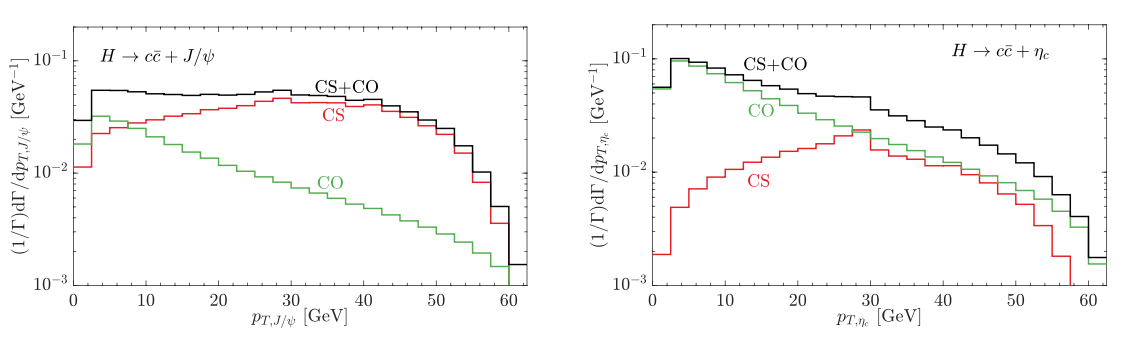 H → cc̄ + J/ψ
CS+CO
CS
CO
(1/Γ)dΓ/dp_{T,J/ψ} [GeV⁻¹]
10⁻¹
10⁻²
10⁻³
0 10 20 30 40 50 60
p_{T,J/ψ} [GeV]
H → cc̄ + η_c
CS+CO
CO
CS
(1/Γ)dΓ/dp_{T,η_c} [GeV⁻¹]
10⁻¹
10⁻²
10⁻³
0 10 20 30 40 50 60
p_{T,η_c} [GeV]